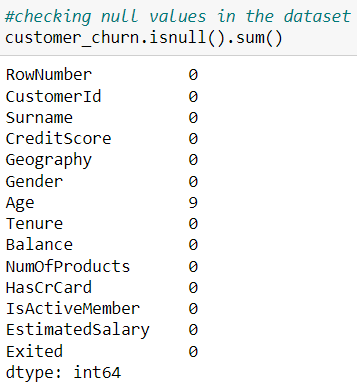 #checking null values in the dataset
customer_churn.isnull().sum()
RowNumber 0
CustomerId 0
Surname 0
CreditScore 0
Geography 0
Gender 0
Age 9
Tenure 0
Balance 0
NumOfProducts 0
HasCrCard 0
IsActiveMember 0
EstimatedSalary 0
Exited 0
dtype: int64